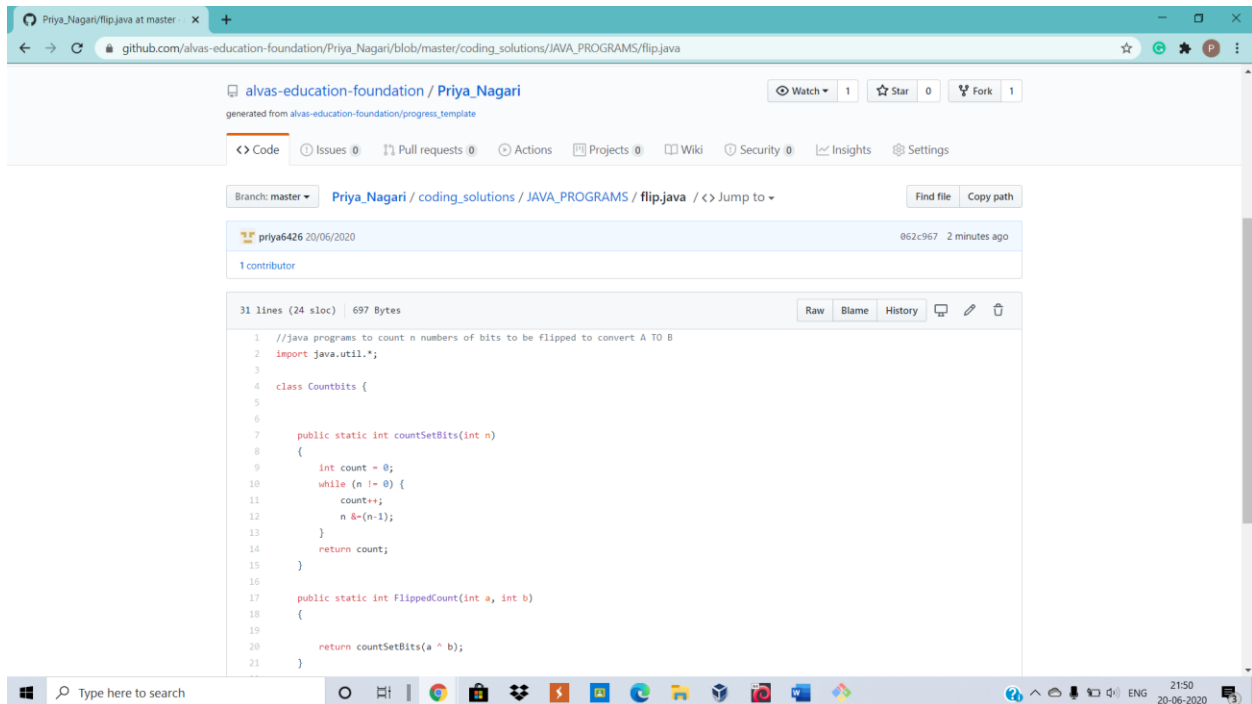 Priya_Nagari/flip.java at master ·
github.com/alvas-education-foundation/Priya_Nagari/blob/master/coding_solutions/JAVA_PROGRAMS/flip.java
P
alvas-education-foundation / Priya_Nagari
Watch 1 Star 0 Fork 1
generated from alvas-education-foundation/progress_template
<> Code Issues 0 Pull requests 0 Actions Projects 0 Wiki Security 0 Insights Settings
Branch: master Priya_Nagari / coding_solutions / JAVA_PROGRAMS / flip.java / <> Jump to Find file Copy path
priya6426 20/06/2020 062c967 2 minutes ago
1 contributor
31 lines (24 sloc) 697 Bytes Raw Blame History
1 //java programs to count n numbers of bits to be flipped to convert A TO B
2 import java.util.*;
3
4 class Countbits {
5
6
7 public static int countSetBits(int n)
8 {
9 int count = 0;
10 while (n != 0) {
11 count++;
12 n &=(n-1);
13 }
14 return count;
15 }
16
17 public static int FlippedCount(int a, int b)
18 {
19
20 return countSetBits(a ^ b);
21 }
Type here to search
ENG
21:50
20-06-2020
3